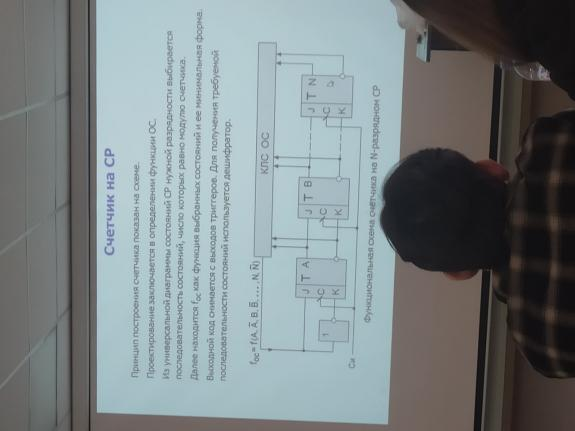 Счетчик на СР
Принцип построения счетчика показан на схеме.
Проектирование заключается в определении функции ОС.
Из универсальной диаграммы состояний СР нужной разрядности выбирается
последовательность состояний, число которых равно модулю счетчика.
Далее находится fос как функция выбранных состояний и ее минимальная форма.
Выходной код снимается с выходов триггеров. Для получения требуемой
последовательности состояний используется дешифратор.
fос = f(A, A̅, B, B̅, ..., N, N̅)
КЛС ОС
1
J T A
C
K
J T B
C
K
J T N
C
K
Си
Функциональная схема счетчика на N-разрядном СР